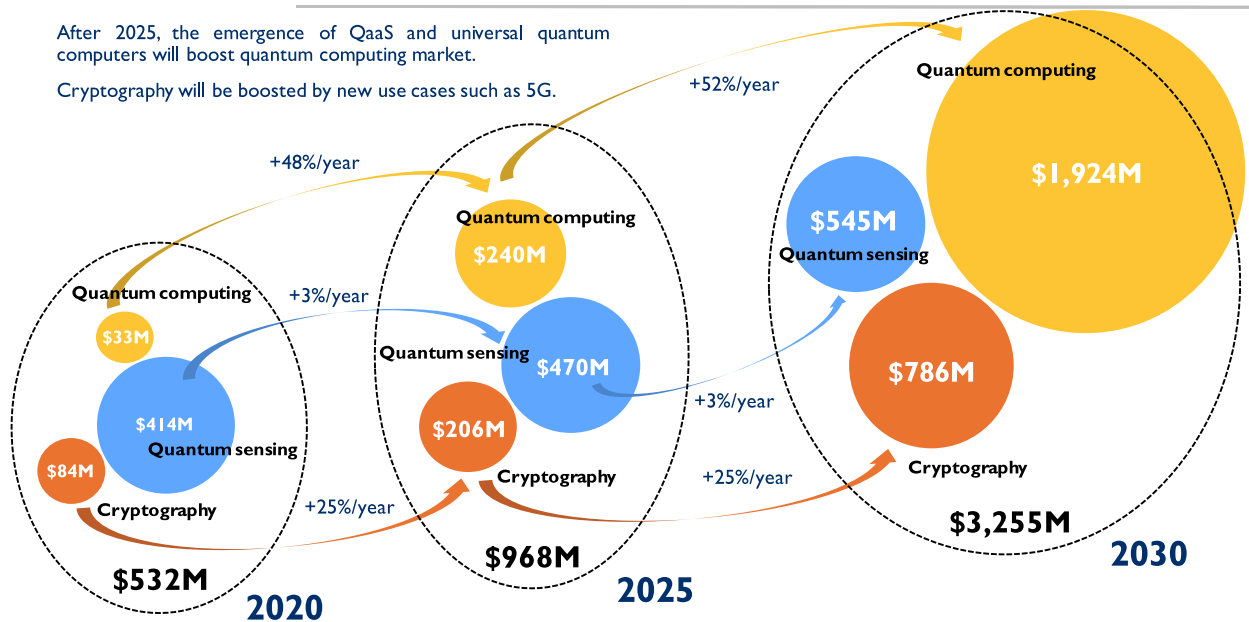 After 2025, the emergence of QaaS and universal quantum
computers will boost quantum computing market.
Cryptography will be boosted by new use cases such as 5G.
+48%/year
+52%/year
Quantum computing
$33M
$414M
Quantum sensing
$84M
Cryptography
$532M
2020
+3%/year
+25%/year
Quantum computing
$240M
Quantum sensing
$470M
$206M
Cryptography
$968M
2025
+3%/year
+25%/year
Quantum computing
$1,924M
$545M
Quantum sensing
$786M
Cryptography
$3,255M
2030